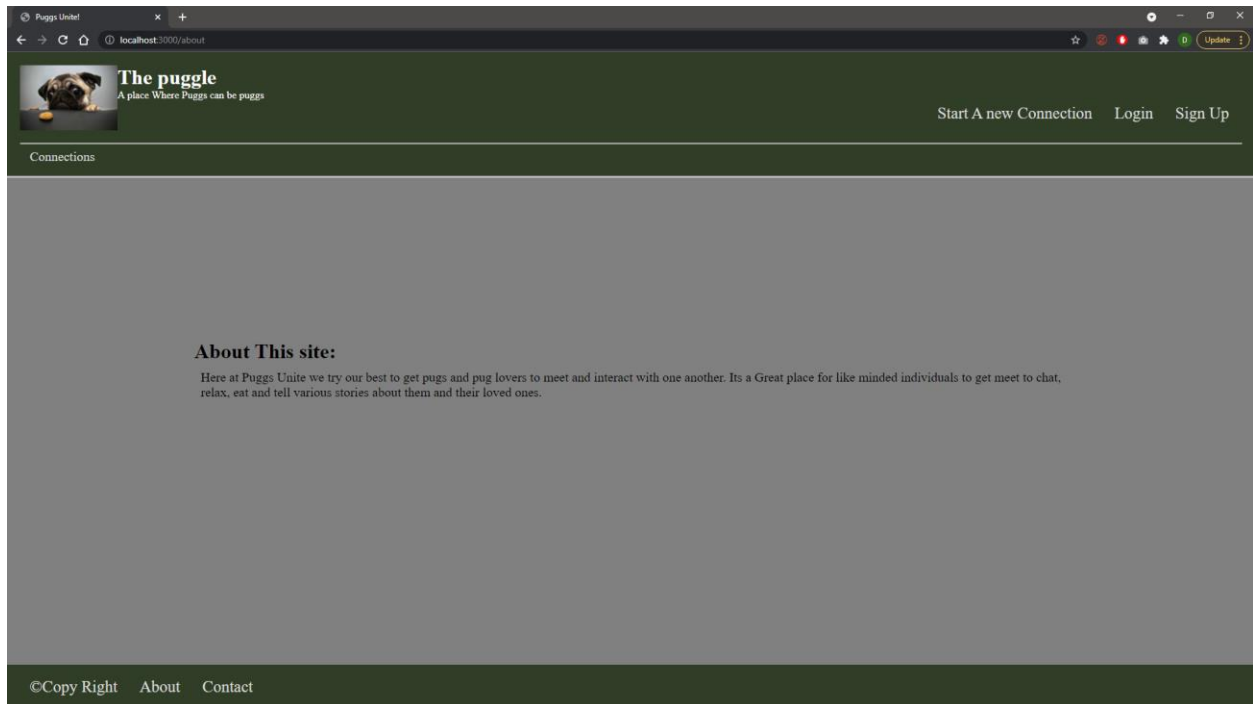 Puggs Unite!
localhost:3000/about
D
Update
The puggle
A place Where Puggs can be puggs
Start A new Connection Login Sign Up
Connections
About This site:
Here at Puggs Unite we try our best to get pugs and pug lovers to meet and interact with one another. Its a Great place for like minded individuals to get meet to chat,
relax, eat and tell various stories about them and their loved ones.
©Copy Right About Contact